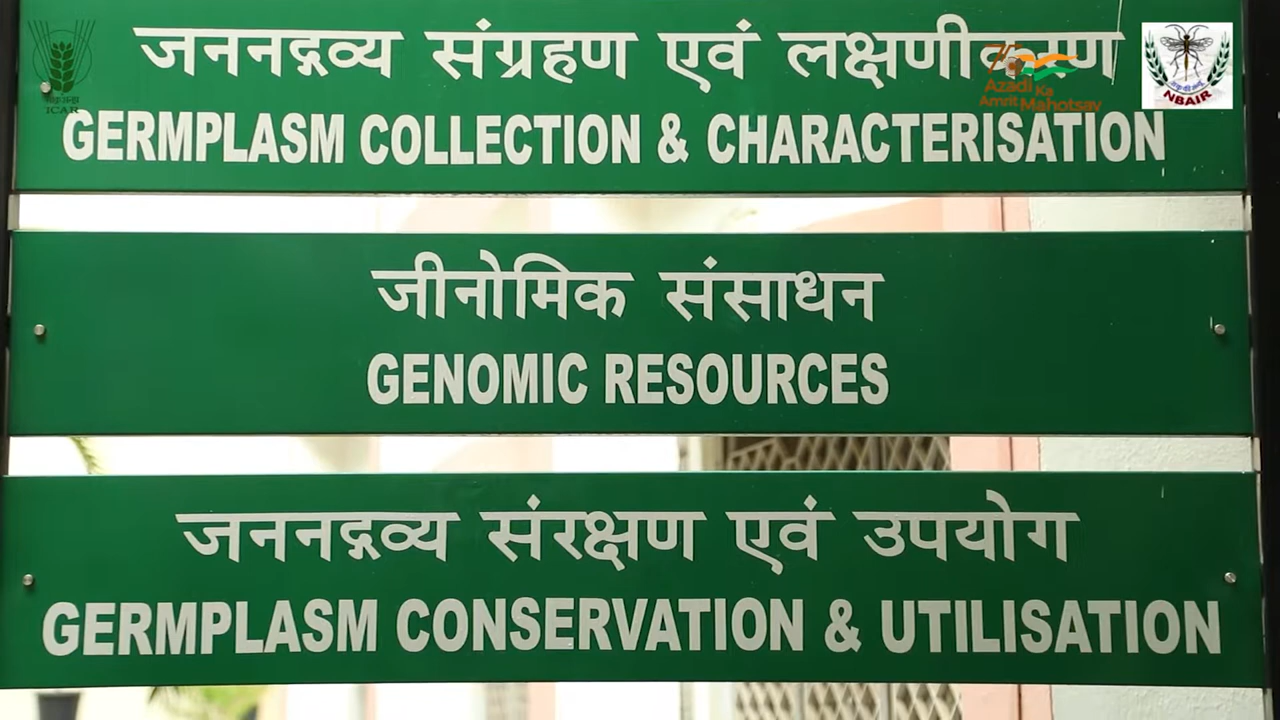 जननद्रव्य संग्रहण एवं लक्षणीकरण
GERMPLASM COLLECTION & CHARACTERISATION
जीनोमिक संसाधन
GENOMIC RESOURCES
जननद्रव्य संरक्षण एवं उपयोग
GERMPLASM CONSERVATION & UTILISATION
ICAR
Azadi Ka
Amrit Mahotsav
NBAIR